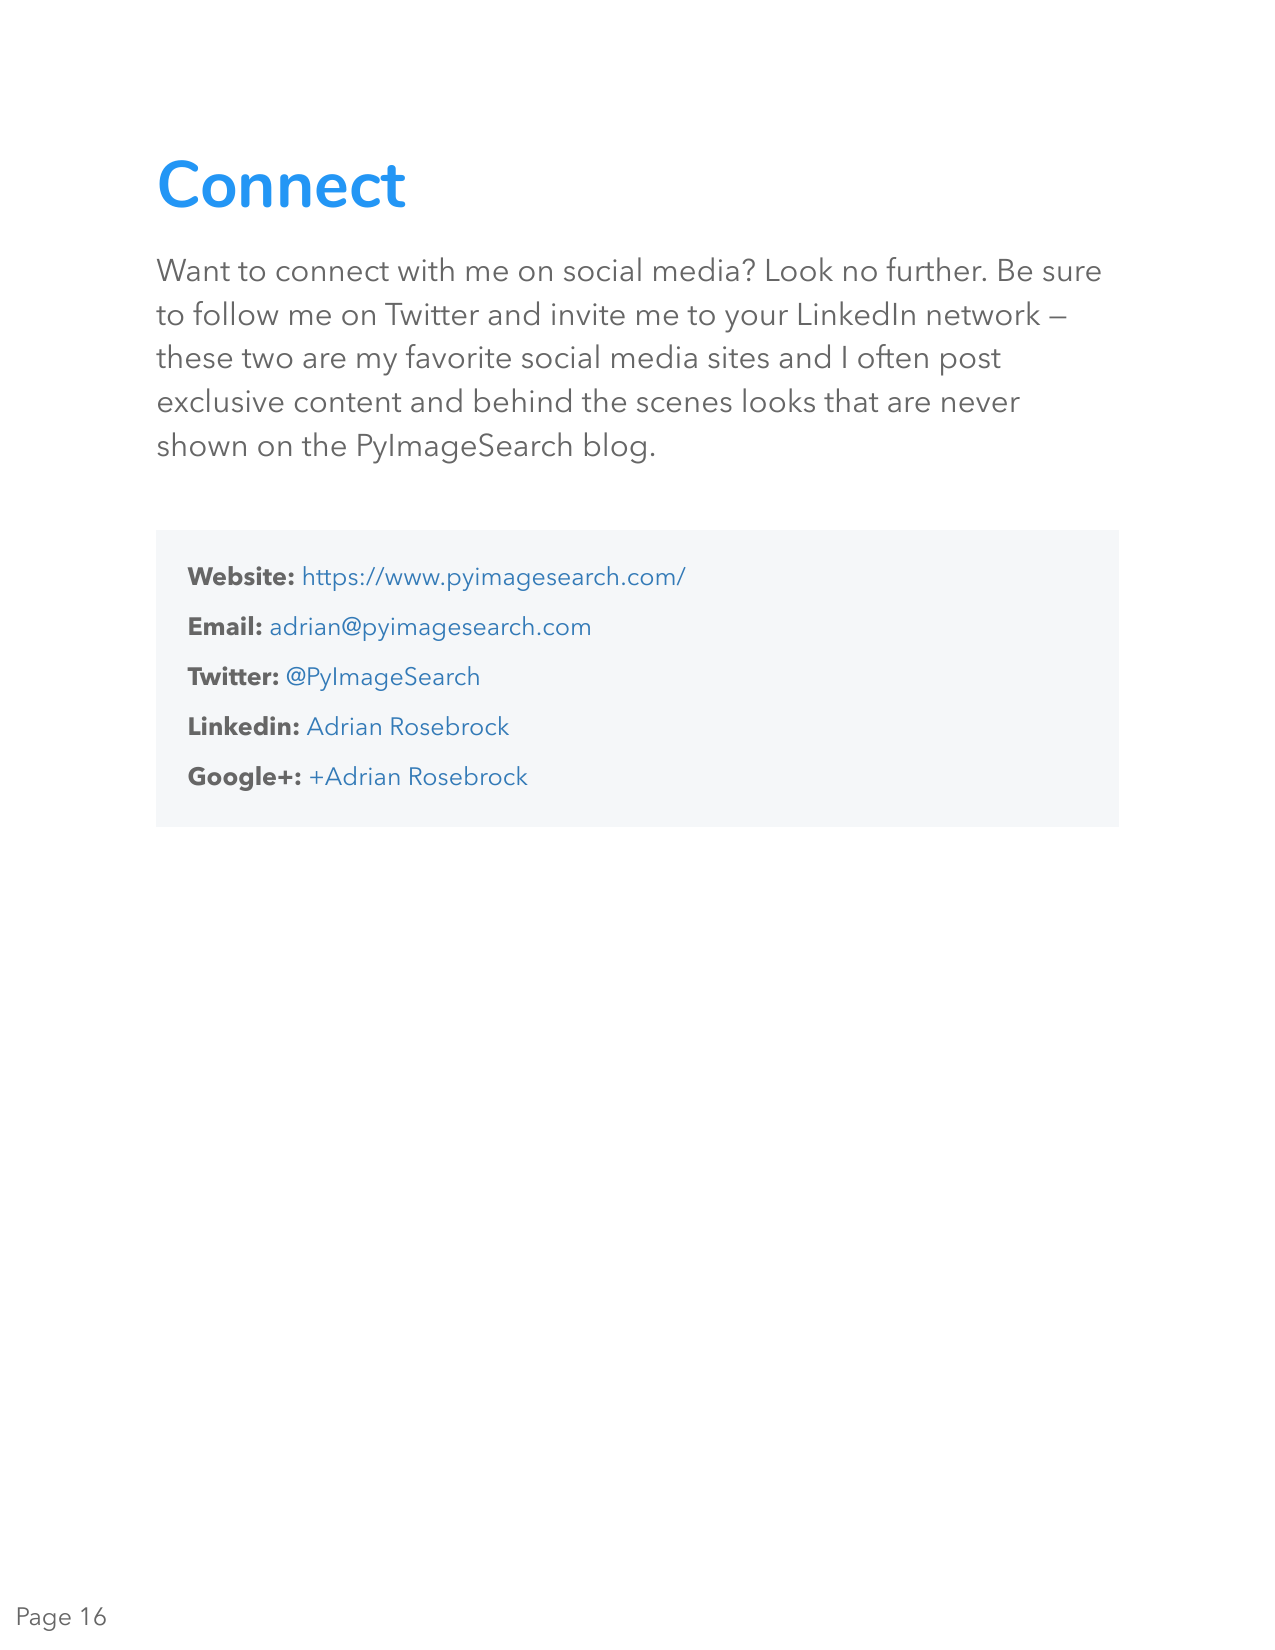 Connect
Want to connect with me on social media? Look no further. Be sure
to follow me on Twitter and invite me to your LinkedIn network —
these two are my favorite social media sites and I often post
exclusive content and behind the scenes looks that are never
shown on the PyImageSearch blog.
Website: https://www.pyimagesearch.com/
Email: adrian@pyimagesearch.com
Twitter: @PyImageSearch
Linkedin: Adrian Rosebrock
Google+: +Adrian Rosebrock
Page 16